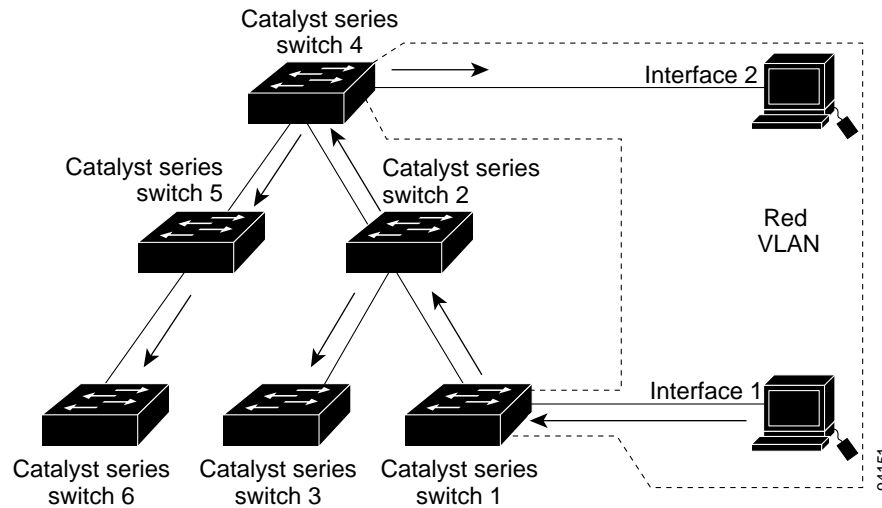 Catalyst series
switch 4
Interface 2
Catalyst series
switch 5
Catalyst series
switch 2
Red
VLAN
Interface 1
Catalyst series
switch 6
Catalyst series
switch 3
Catalyst series
switch 1